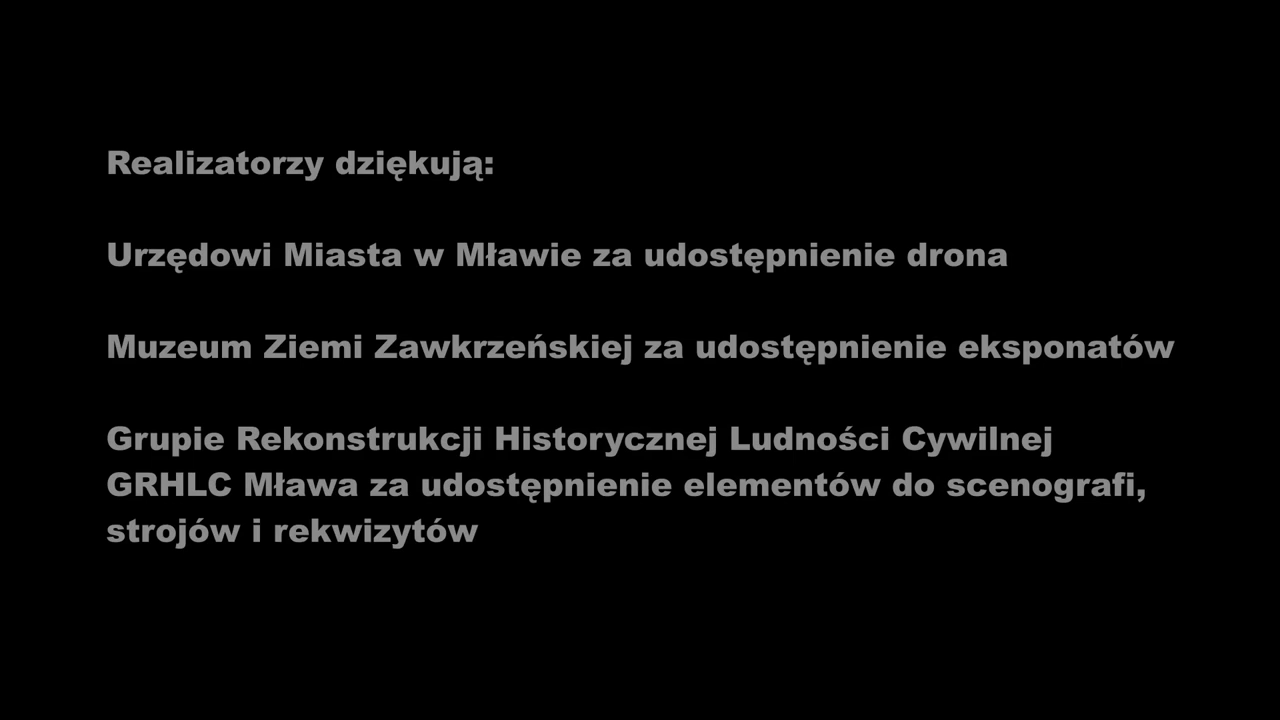 Realizatorzy dziękują:
Urzędowi Miasta w Mławie za udostępnienie drona
Muzeum Ziemi Zawkrzeńskiej za udostępnienie eksponatów
Grupie Rekonstrukcji Historycznej Ludności Cywilnej
GRHLC Mława za udostępnienie elementów do scenografi,
strojów i rekwizytów